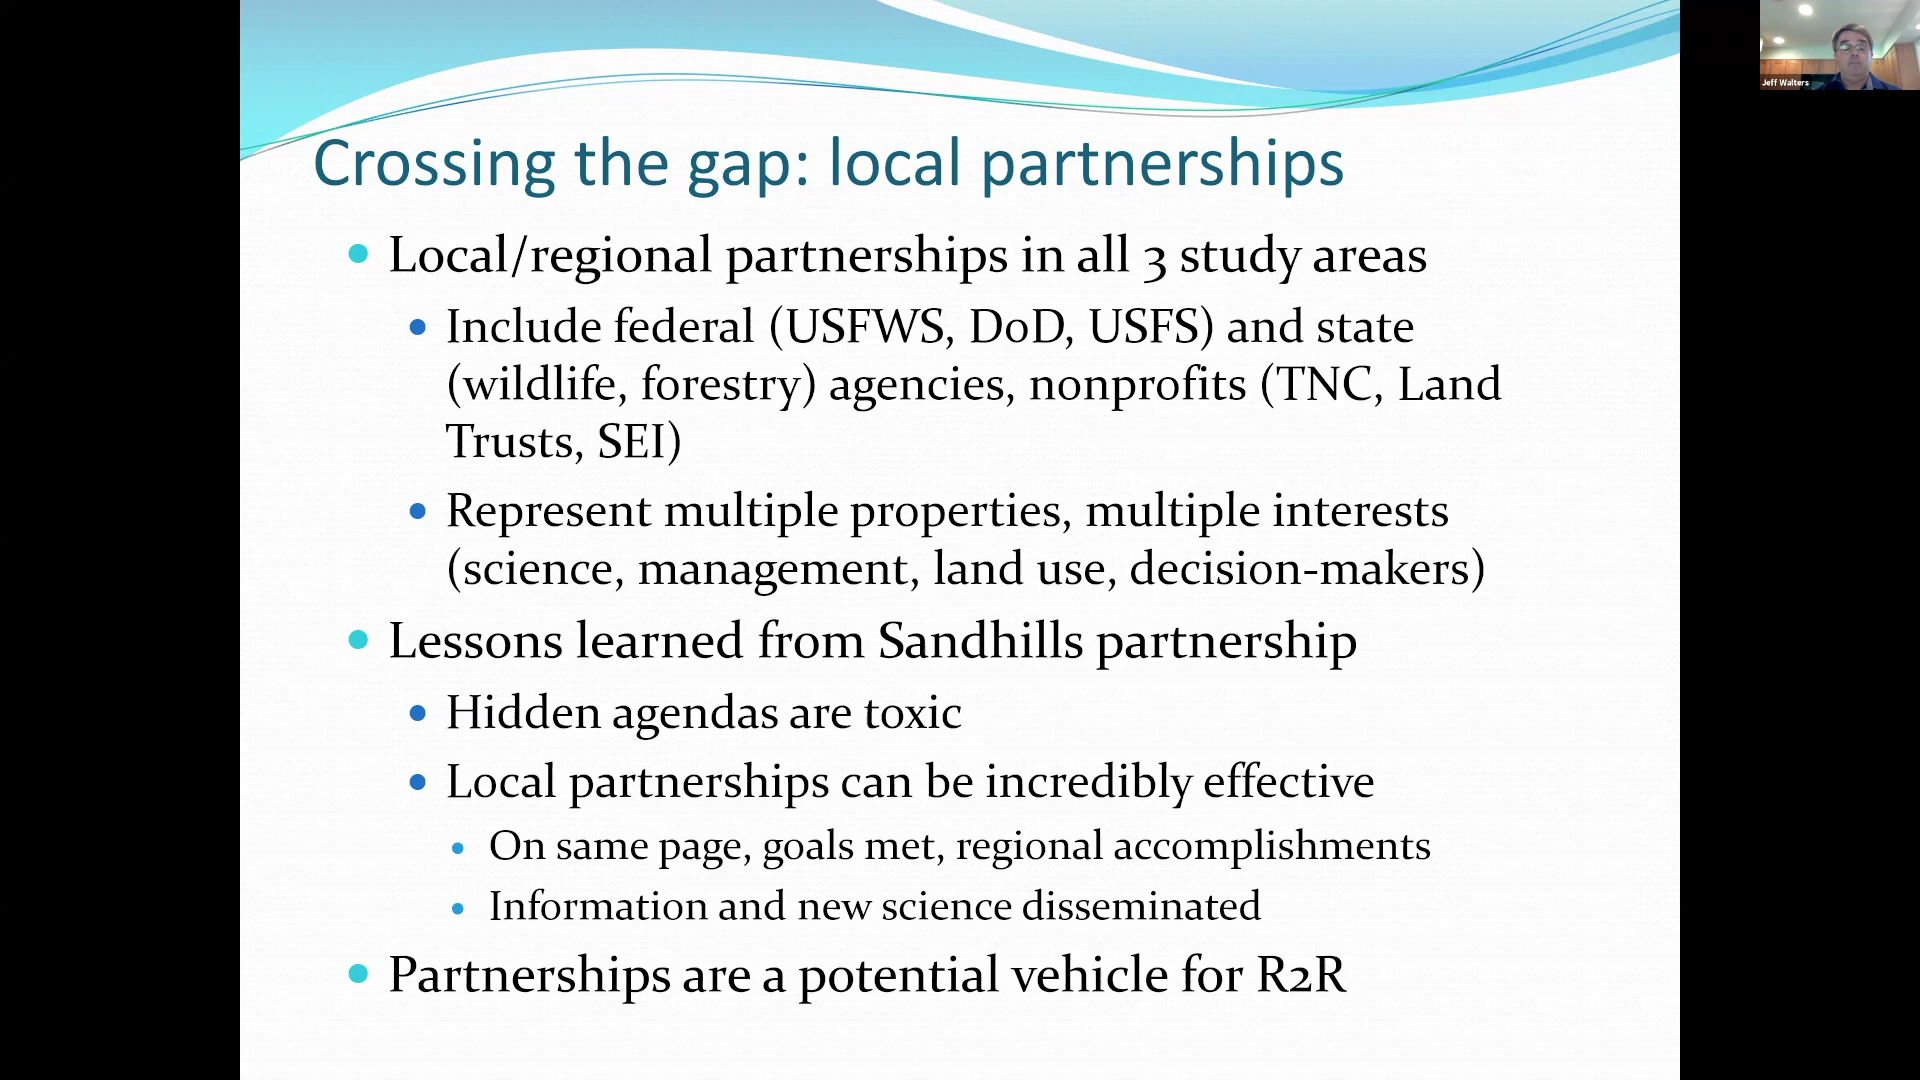 Crossing the gap: local partnerships
Local/regional partnerships in all 3 study areas
Include federal (USFWS, DoD, USFS) and state
(wildlife, forestry) agencies, nonprofits (TNC, Land
Trusts, SEI)
Represent multiple properties, multiple interests
(science, management, land use, decision-makers)
Lessons learned from Sandhills partnership
Hidden agendas are toxic
Local partnerships can be incredibly effective
On same page, goals met, regional accomplishments
Information and new science disseminated
Partnerships are a potential vehicle for R2R
Jeff Walters